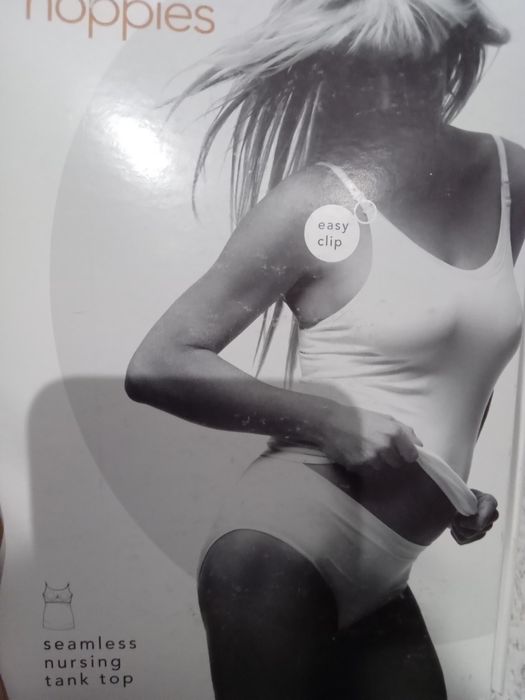 noppies
easy
clip
seamless
nursing
tank top